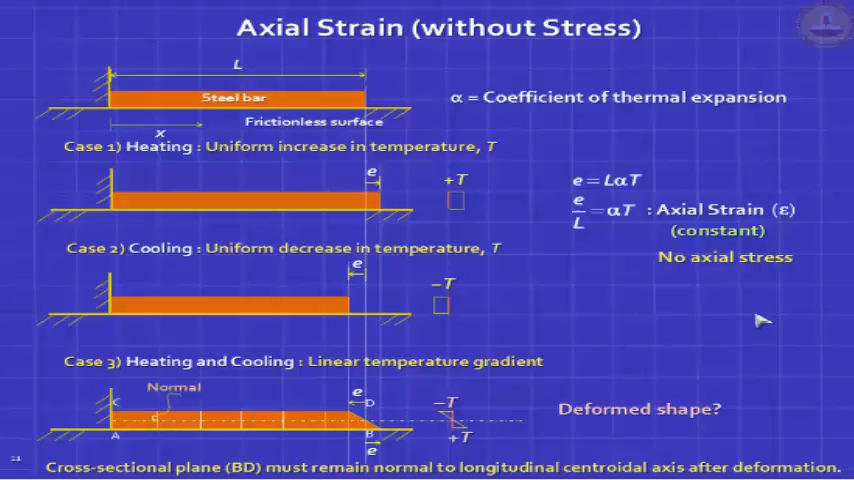 Axial Strain (without Stress)
L
Steel bar
α = Coefficient of thermal expansion
x
Frictionless surface
Case 1) Heating : Uniform increase in temperature, T
e
+T
e = LαT
e/L = αT : Axial Strain (ε)
(constant)
No axial stress
Case 2) Cooling : Uniform decrease in temperature, T
e
−T
Case 3) Heating and Cooling : Linear temperature gradient
Normal
e
C
D
−T
Deformed shape?
A
B
+T
e
Cross-sectional plane (BD) must remain normal to longitudinal centroidal axis after deformation.